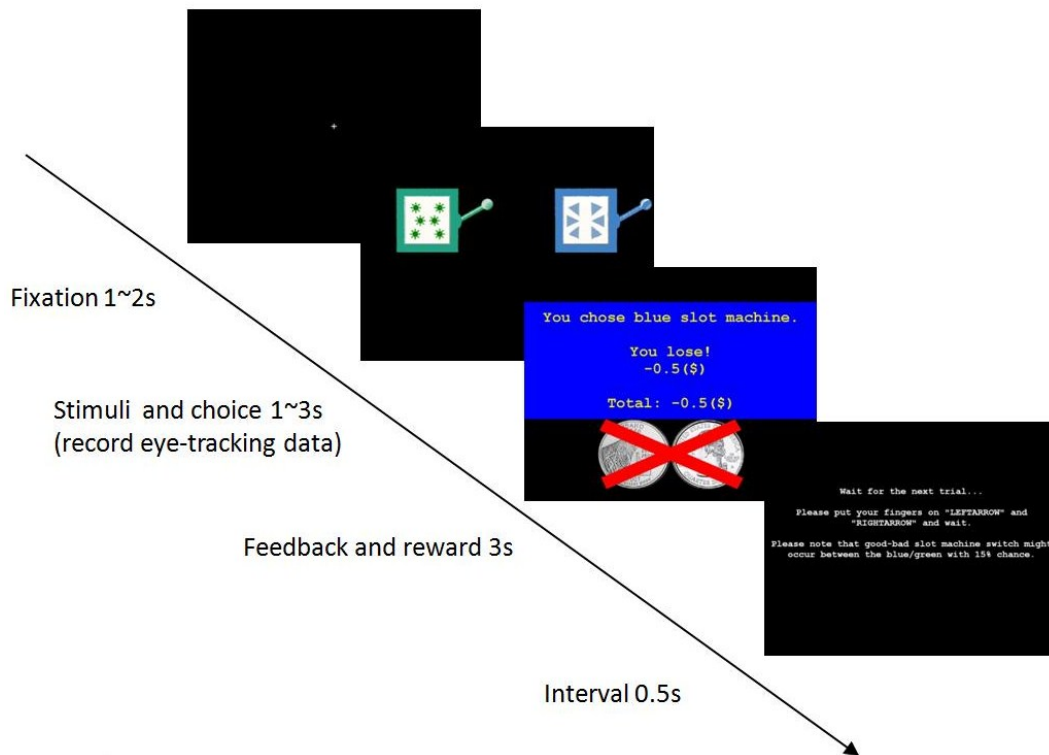 Fixation 1~2s
Stimuli and choice 1~3s
(record eye-tracking data)
You chose blue slot machine.
You lose!
-0.5($)
Total: -0.5($)
Feedback and reward 3s
Wait for the next trial...
Please put your fingers on "LEFTARROW" and
"RIGHTARROW" and wait.
Please note that good-bad slot machine switch might
occur between the blue/green with 15% chance.
Interval 0.5s